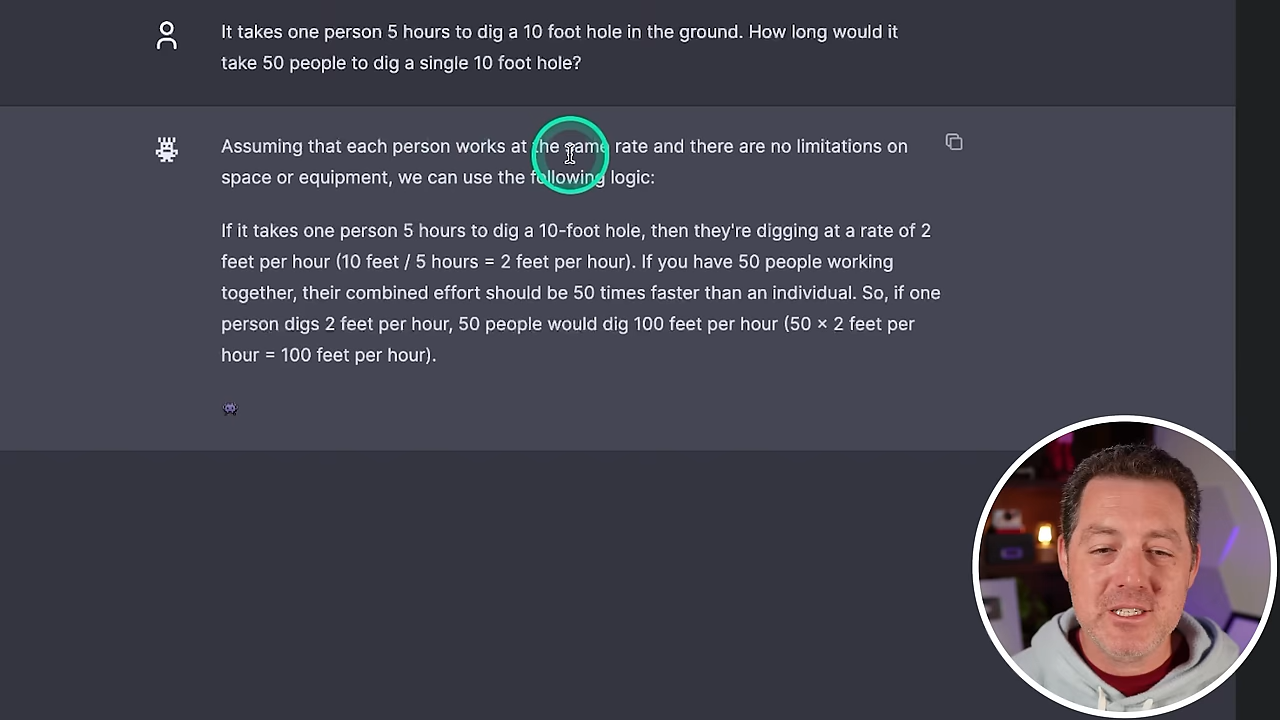 It takes one person 5 hours to dig a 10 foot hole in the ground. How long would it
take 50 people to dig a single 10 foot hole?
Assuming that each person works at the same rate and there are no limitations on
space or equipment, we can use the following logic:
If it takes one person 5 hours to dig a 10-foot hole, then they're digging at a rate of 2
feet per hour (10 feet / 5 hours = 2 feet per hour). If you have 50 people working
together, their combined effort should be 50 times faster than an individual. So, if one
person digs 2 feet per hour, 50 people would dig 100 feet per hour (50 × 2 feet per
hour = 100 feet per hour).